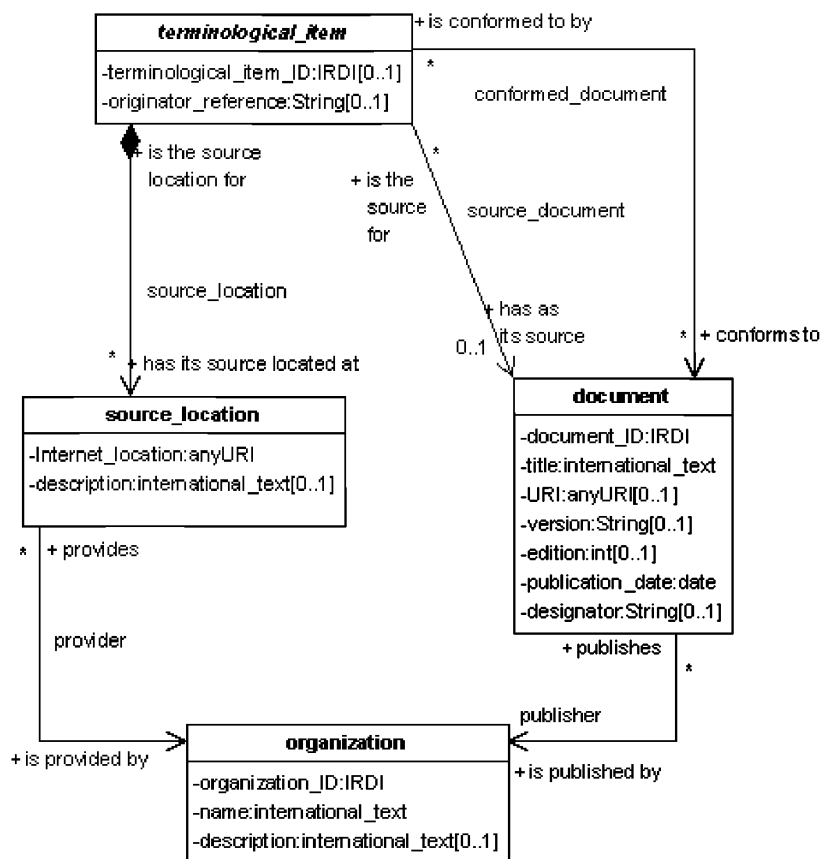 terminological_item
-terminological_item_ID:IRDI[0..1]
-originator_reference:String[0..1]
+ is conformed to by
*
conformed_document
+ is the source
location for
*
+ is the
source
for
source_document
source_location
+ has as
its source
0..1
* + conforms to
* + has its source located at
source_location
-Internet_location:anyURI
-description:international_text[0..1]
document
-document_ID:IRDI
-title:international_text
-URI:anyURI[0..1]
-version:String[0..1]
-edition:int[0..1]
-publication_date:date
-designator:String[0..1]
* + provides
provider
+ publishes
*
publisher
+ is provided by
+ is published by
organization
-organization_ID:IRDI
-name:international_text
-description:international_text[0..1]